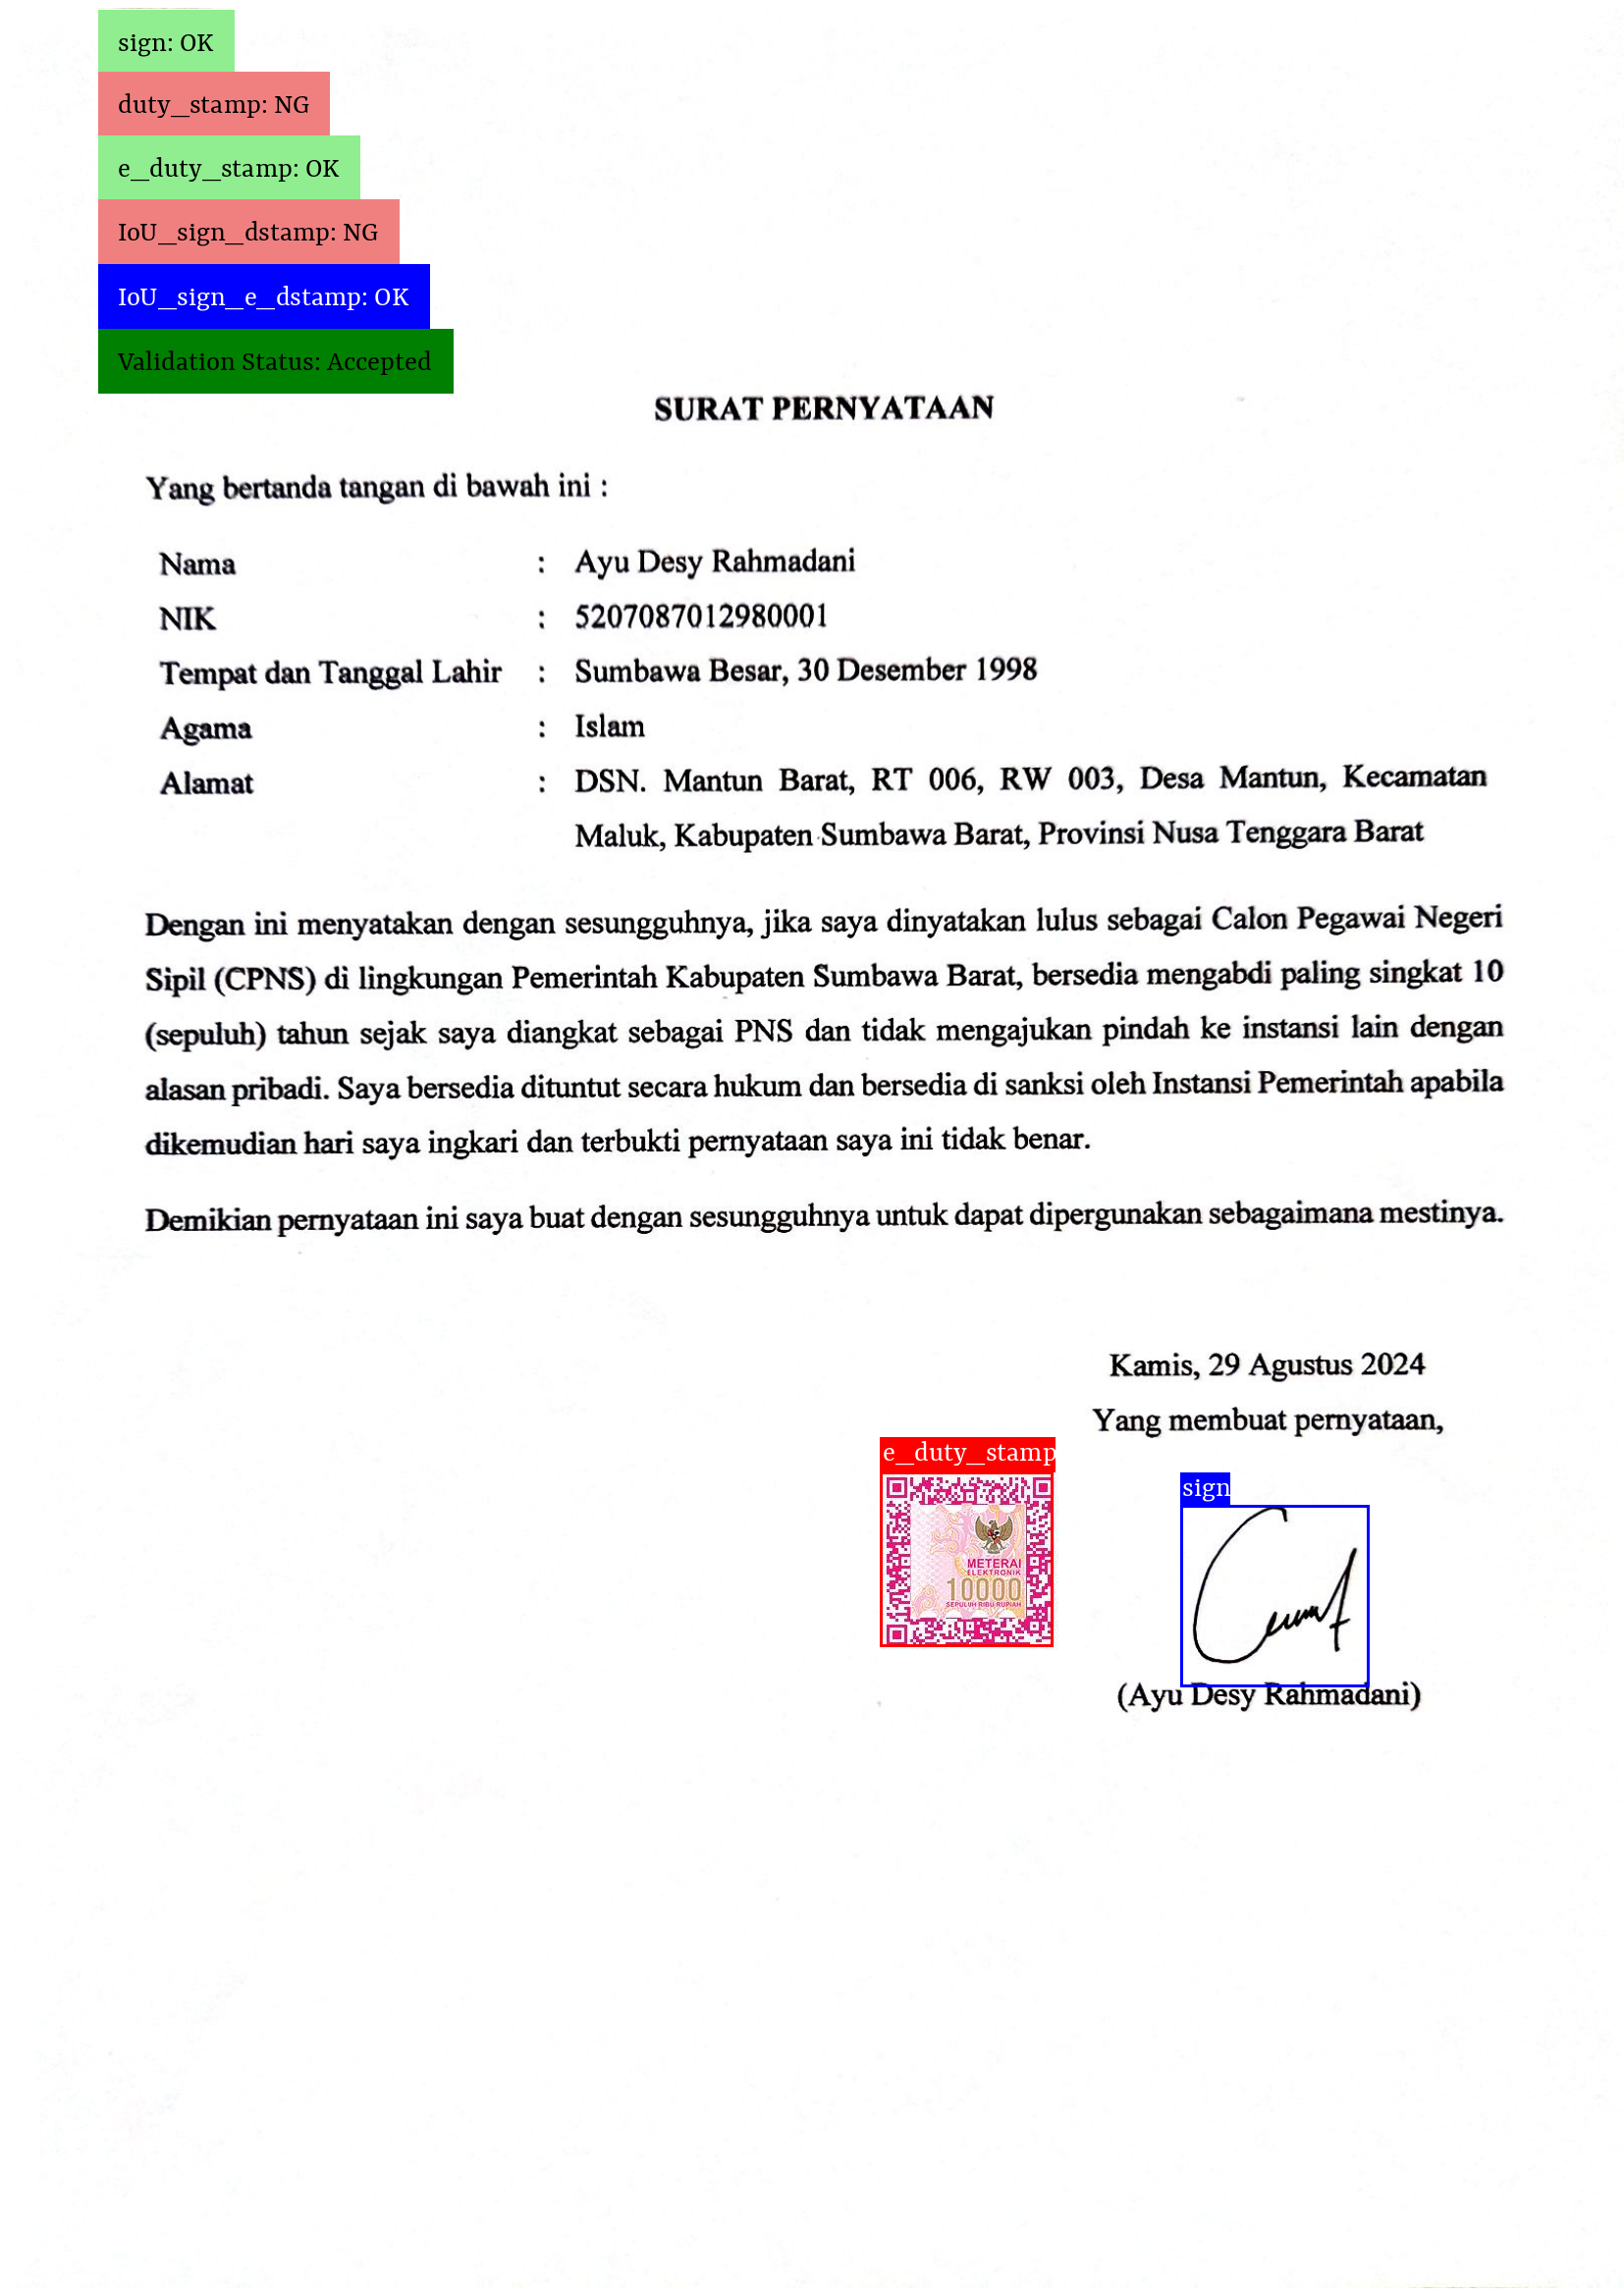 sign: OK
duty_stamp: NG
e_duty_stamp: OK
IoU_sign_dstamp: NG
IoU_sign_e_dstamp: OK
Validation Status: Accepted
SURAT PERNYATAAN
Yang bertanda tangan di bawah ini :
Nama : Ayu Desy Rahmadani
NIK : 5207087012980001
Tempat dan Tanggal Lahir : Sumbawa Besar, 30 Desember 1998
Agama : Islam
Alamat : DSN. Mantun Barat, RT 006, RW 003, Desa Mantun, Kecamatan
Maluk, Kabupaten Sumbawa Barat, Provinsi Nusa Tenggara Barat
Dengan ini menyatakan dengan sesungguhnya, jika saya dinyatakan lulus sebagai Calon Pegawai Negeri
Sipil (CPNS) di lingkungan Pemerintah Kabupaten Sumbawa Barat, bersedia mengabdi paling singkat 10
(sepuluh) tahun sejak saya diangkat sebagai PNS dan tidak mengajukan pindah ke instansi lain dengan
alasan pribadi. Saya bersedia dituntut secara hukum dan bersedia di sanksi oleh Instansi Pemerintah apabila
dikemudian hari saya ingkari dan terbukti pernyataan saya ini tidak benar.
Demikian pernyataan ini saya buat dengan sesungguhnya untuk dapat dipergunakan sebagaimana mestinya.
Kamis, 29 Agustus 2024
Yang membuat pernyataan,
e_duty_stamp
sign
METERAI
ELEKTRONIK
10000
SEPULUH RIBU RUPIAH
(Ayu Desy Rahmadani)